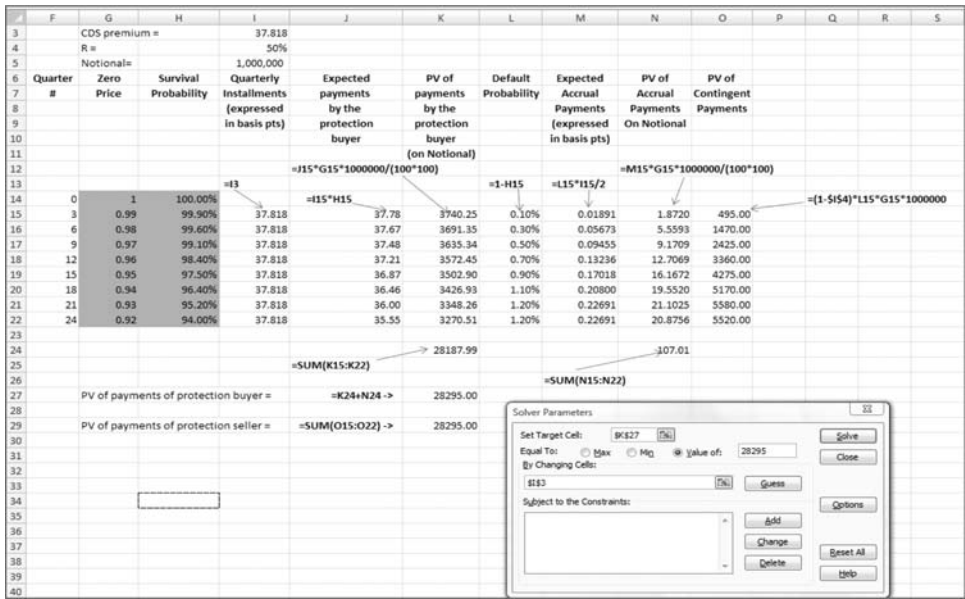 F G H I J K L M N O P Q R S
3 CDS premium = 37.818
4 R = 50%
5 Notional= 1,000,000
6 Quarter Zero Survival Quarterly Expected PV of Default Expected PV of PV of
7 # Price Probability Installments payments payments Probability Accrual Accrual Contingent
8 (expressed by the by the Payments Payments Payments
9 in basis pts) protection protection (expressed On Notional
10 buyer buyer in basis pts)
11 (on Notional)
12 =J15*G15*1000000/(100*100) =M15*G15*1000000/(100*100)
13 =I3 =1-H15 =L15*I15/2
14 0 1 100.00% =I15*H15 =(1-$I$4)*L15*G15*1000000
15 3 0.99 99.90% 37.818 37.78 3740.25 0.10% 0.01891 1.8720 495.00
16 6 0.98 99.60% 37.818 37.67 3691.35 0.30% 0.05673 5.5593 1470.00
17 9 0.97 99.10% 37.818 37.48 3635.34 0.50% 0.09455 9.1709 2425.00
18 12 0.96 98.40% 37.818 37.21 3572.45 0.70% 0.13236 12.7069 3360.00
19 15 0.95 97.50% 37.818 36.87 3502.90 0.90% 0.17018 16.1672 4275.00
20 18 0.94 96.40% 37.818 36.46 3426.93 1.10% 0.20800 19.5520 5170.00
21 21 0.93 95.20% 37.818 36.00 3348.26 1.20% 0.22691 21.1025 5580.00
22 24 0.92 94.00% 37.818 35.55 3270.51 1.20% 0.22691 20.8756 5520.00
23
24 28187.99 107.01
25 =SUM(K15:K22)
26 =SUM(N15:N22)
27 PV of payments of protection buyer = =K24+N24 -> 28295.00
28
29 PV of payments of protection seller = =SUM(O15:O22) -> 28295.00
30
31
32
33
34
35
36
37
38
39
40
Solver Parameters
Set Target Cell: $K$27 Solve
Equal To: Max Min Value of: 28295 Close
By Changing Cells:
$I$3 Guess
Subject to the Constraints: Options
Add
Change
Delete Reset All
Help